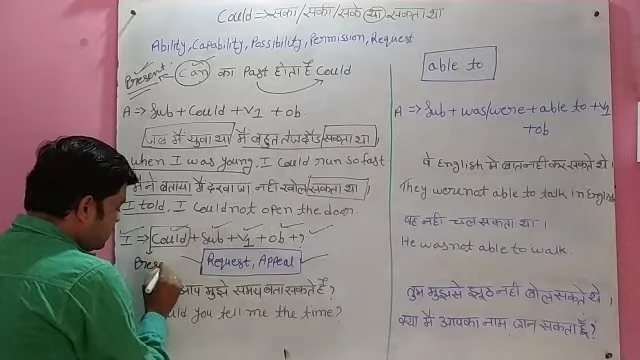 Could => सका/सकी/सके या सकता था
Ability, Capability, Possibility, Permission, Request
Present Can का Past होता है Could
A => Sub + Could + V1 + ob
जब मैं युवा था मैं बहुत तेज दौड़ सकता था।
When I was young, I Could run so fast
मैंने बताया मैं दरवाजा नहीं खोल सकता था।
I told, I Could not open the door.
I => Could + Sub + V1 + ob + ?
Prese
Request, Appeal
आप मुझे समय बता सकते हैं?
you tell me the time?
able to
A => Sub + was/were + able to + V1
+ob
वे English में बात नहीं कर सकते थे।
They were not able to talk in English
वह नहीं चल सकता था।
He was not able to walk.
तुम मुझसे झूठ नहीं बोल सकते थे
क्या मैं आपका नाम जान सकता हूँ?